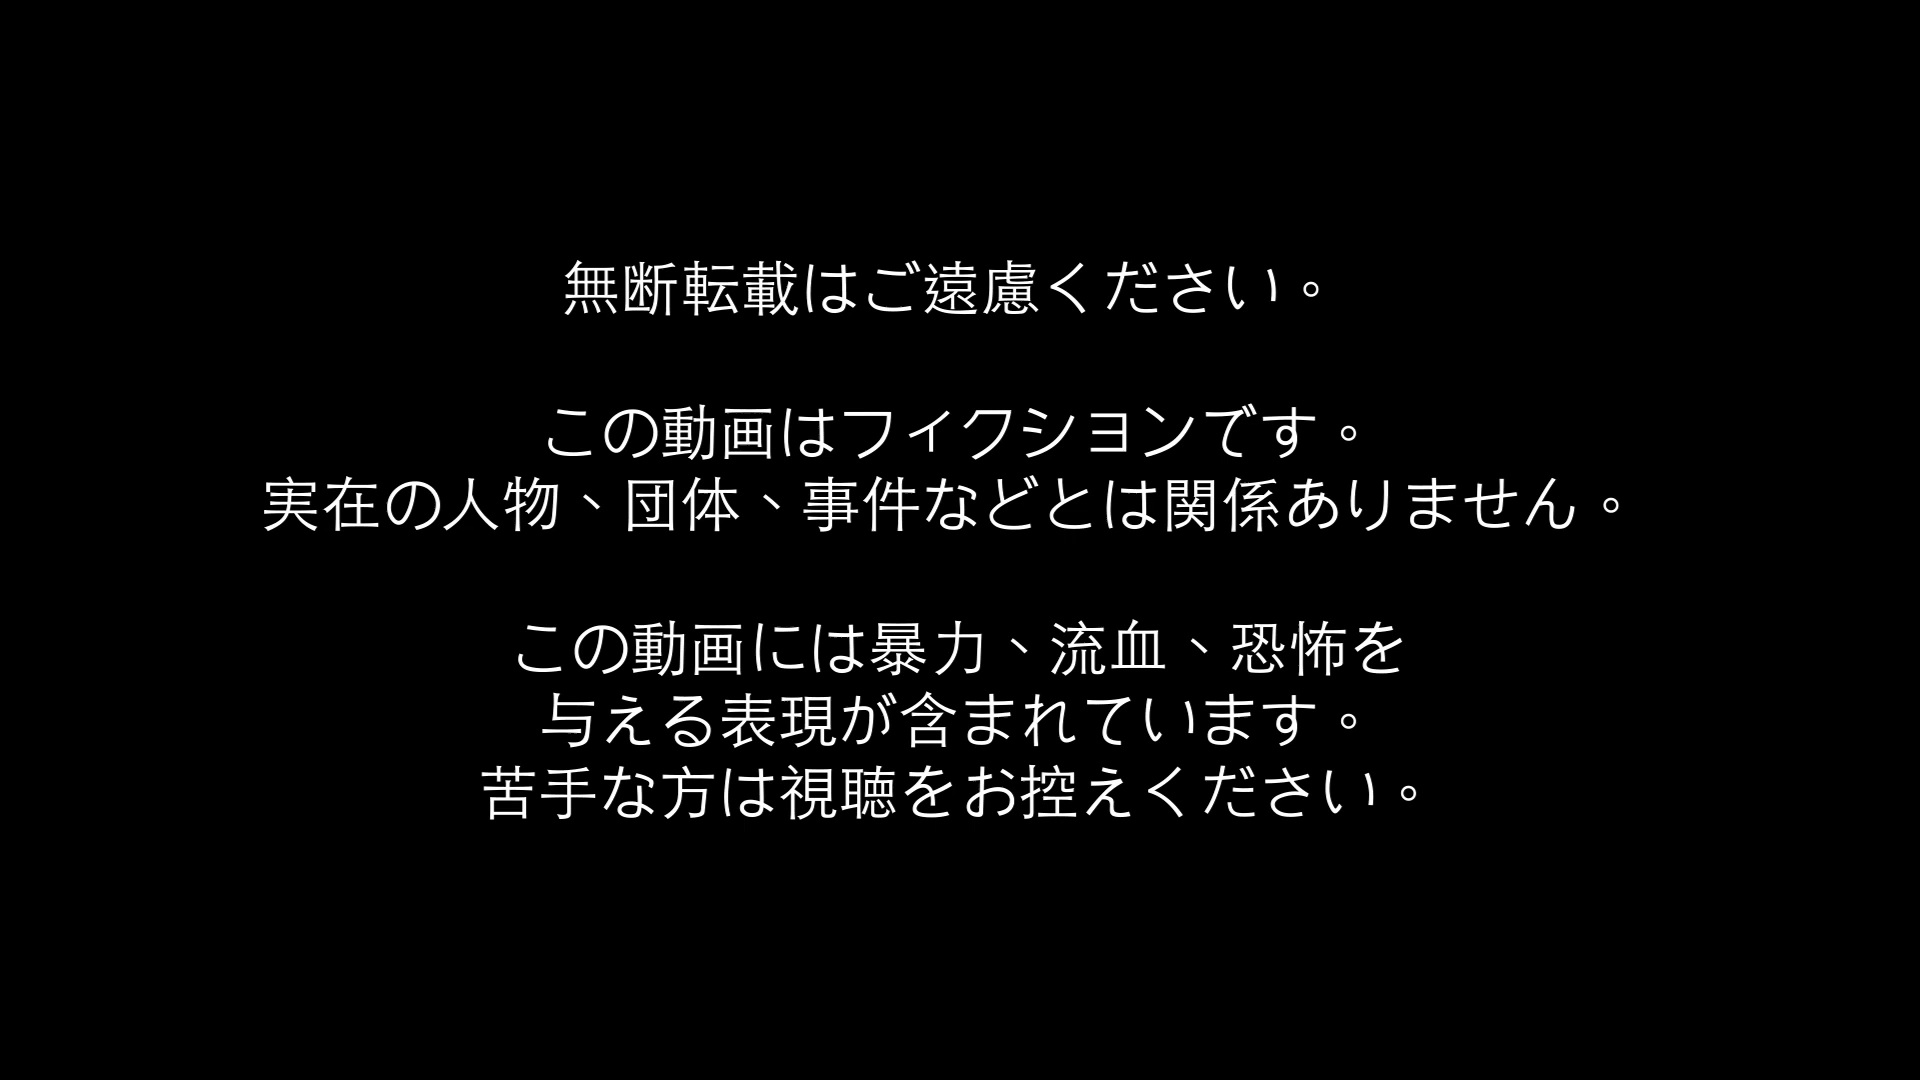 無断転載はご遠慮ください。
この動画はフィクションです。
実在の人物、団体、事件などとは関係ありません。
この動画には暴力、流血、恐怖を
与える表現が含まれています。
苦手な方は視聴をお控えください。